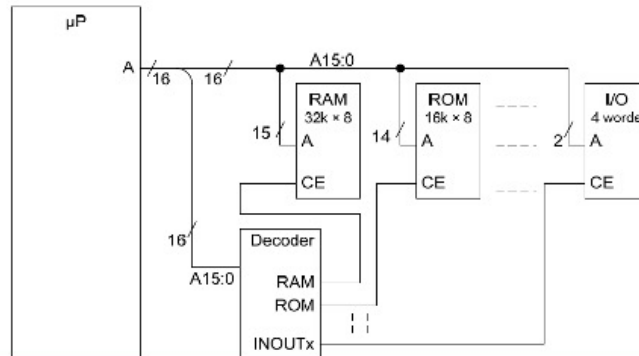 µP
A
16
16
A15:0
RAM
32k × 8
15
A
CE
ROM
16k × 8
14
A
CE
I/O
4 worde
2
A
CE
16
A15:0
Decoder
RAM
ROM
INOUTx